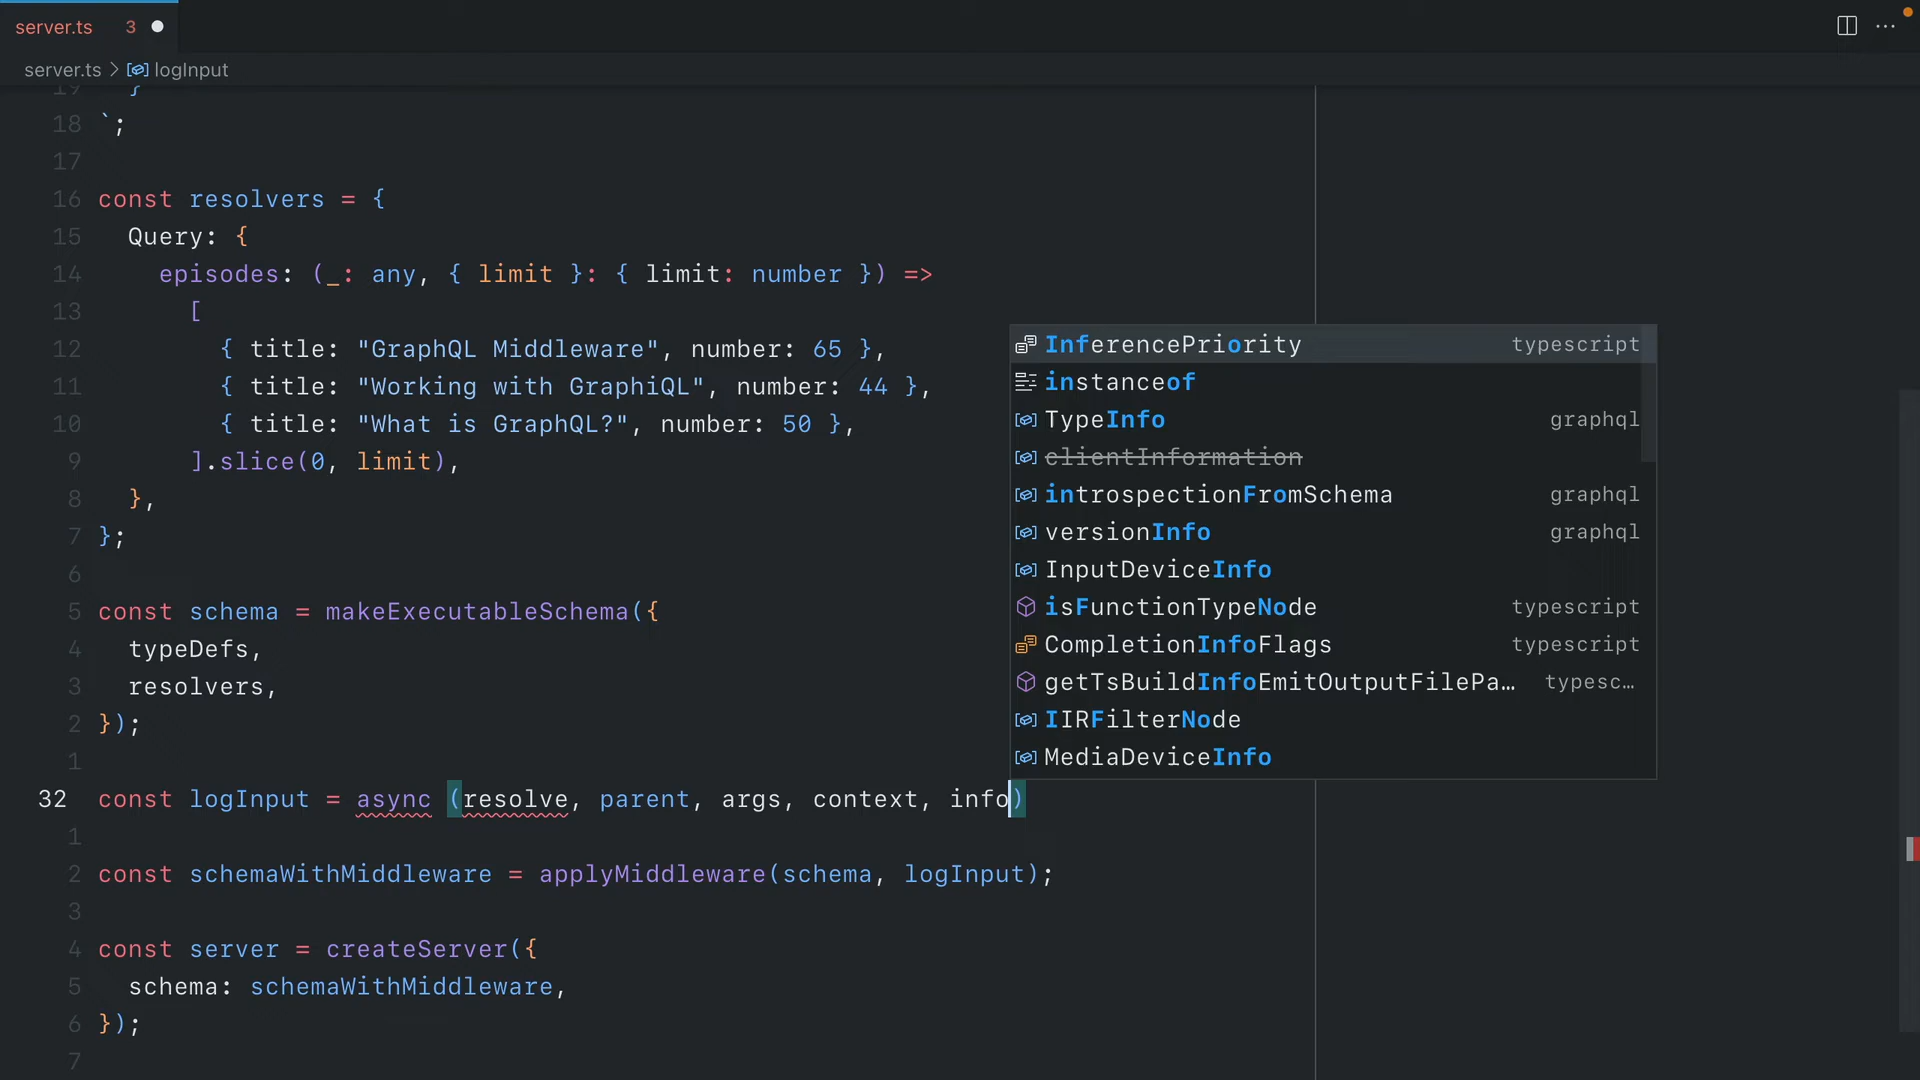 server.ts 3
server.ts > logInput
19 }
18 `;
17
16 const resolvers = {
15 Query: {
14 episodes: (_: any, { limit }: { limit: number }) =>
13 [
12 { title: "GraphQL Middleware", number: 65 },
11 { title: "Working with GraphiQL", number: 44 },
10 { title: "What is GraphQL?", number: 50 },
9 ].slice(0, limit),
8 },
7 };
6
5 const schema = makeExecutableSchema({
4 typeDefs,
3 resolvers,
2 });
1
32 const logInput = async (resolve, parent, args, context, info)
1
2 const schemaWithMiddleware = applyMiddleware(schema, logInput);
3
4 const server = createServer({
5 schema: schemaWithMiddleware,
6 });
7
InferencePriority typescript
instanceof
TypeInfo graphql
clientInformation
introspectionFromSchema graphql
versionInfo graphql
InputDeviceInfo
isFunctionTypeNode typescript
CompletionInfoFlags typescript
getTsBuildInfoEmitOutputFilePa… typesc…
IIRFilterNode
MediaDeviceInfo